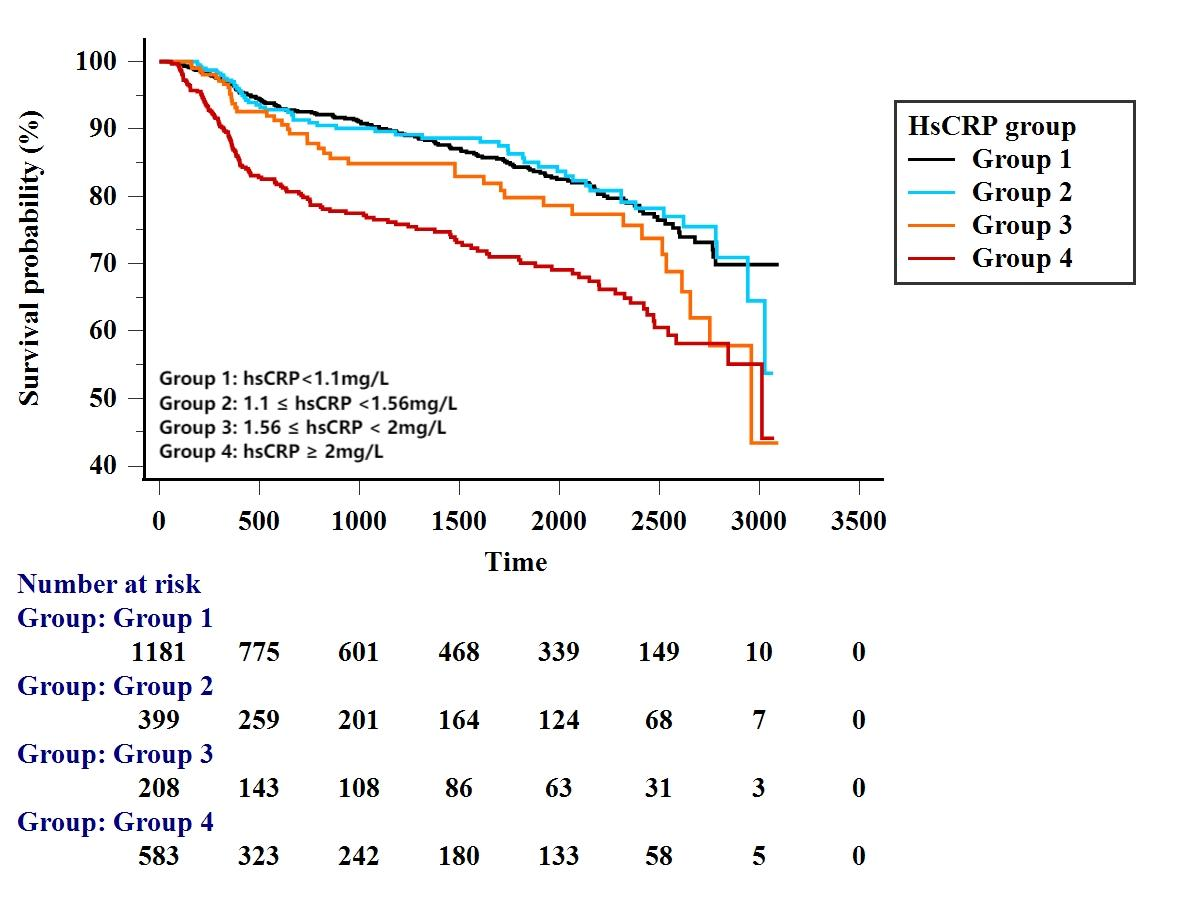 Survival probability (%)
100
90
80
70
60
50
40
Group 1: hsCRP<1.1mg/L
Group 2: 1.1 ≤ hsCRP <1.56mg/L
Group 3: 1.56 ≤ hsCRP < 2mg/L
Group 4: hsCRP ≥ 2mg/L
0 500 1000 1500 2000 2500 3000 3500
Time
HsCRP group
Group 1
Group 2
Group 3
Group 4
Number at risk
Group: Group 1
1181 775 601 468 339 149 10 0
Group: Group 2
399 259 201 164 124 68 7 0
Group: Group 3
208 143 108 86 63 31 3 0
Group: Group 4
583 323 242 180 133 58 5 0